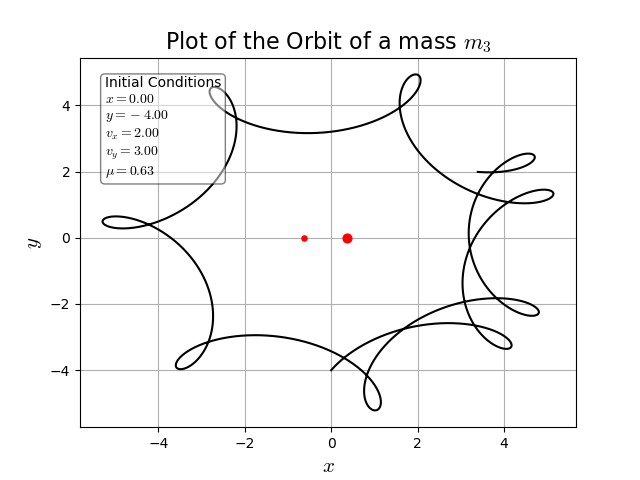 Plot of the Orbit of a mass m₃
Initial Conditions
x = 0.00
y = − 4.00
vₓ = 2.00
v_y = 3.00
μ = 0.63
4
2
0
−2
−4
y
−4 −2 0 2 4
x